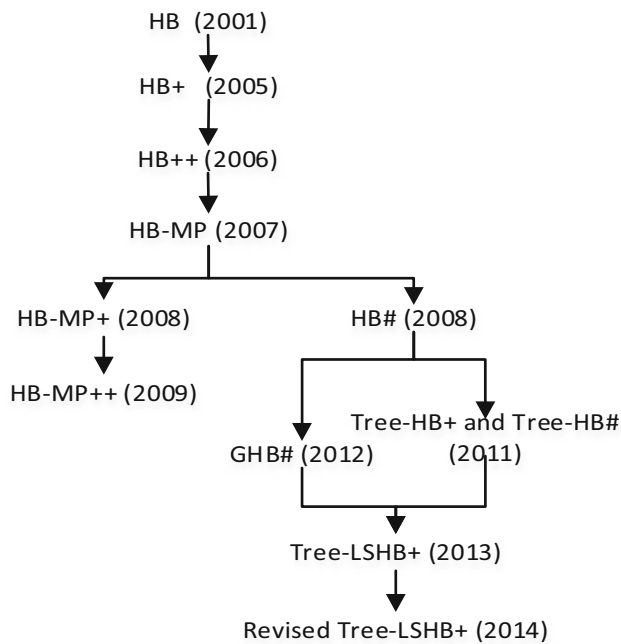 HB (2001)
HB+ (2005)
HB++ (2006)
HB-MP (2007)
HB-MP+ (2008)
HB# (2008)
HB-MP++ (2009)
Tree-HB+ and Tree-HB#
(2011)
GHB# (2012)
Tree-LSHB+ (2013)
Revised Tree-LSHB+ (2014)